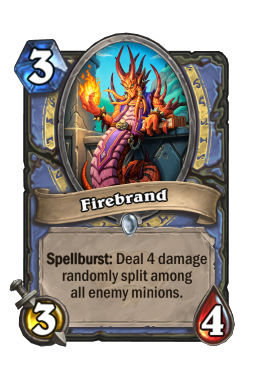 3
Firebrand
Spellburst: Deal 4 damage
randomly split among
all enemy minions.
3
4